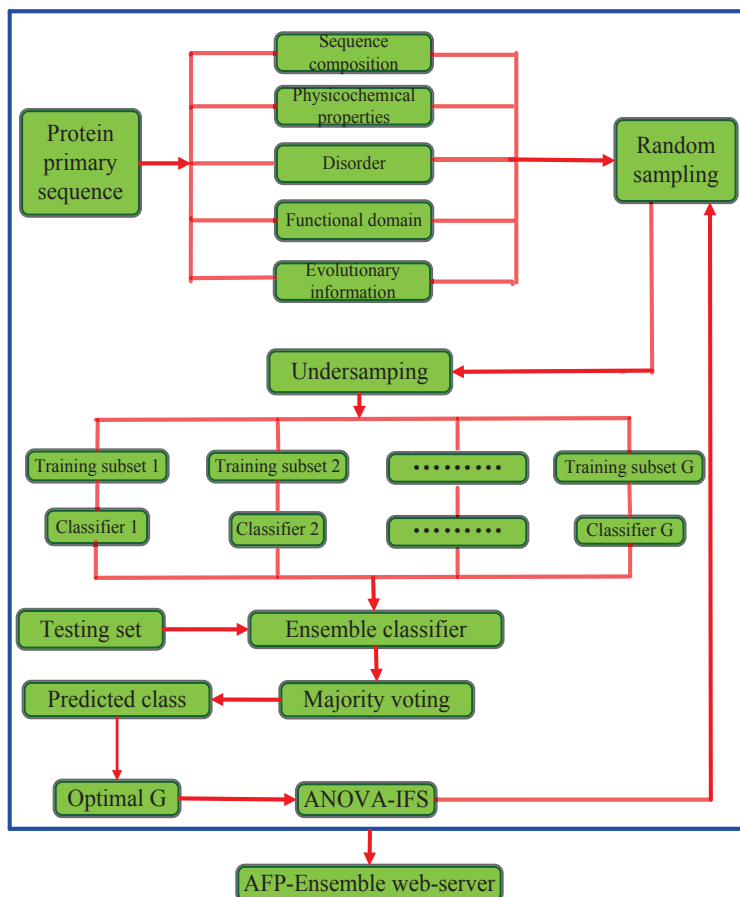 Sequence
composition
Physicochemical
properties
Protein
primary
sequence
Disorder
Random
sampling
Functional domain
Evolutionary
information
Undersamping
Training subset 1
Training subset 2
•••••••••
Training subset G
Classifier 1
Classifier 2
•••••••••
Classifier G
Testing set
Ensemble classifier
Predicted class
Majority voting
Optimal G
ANOVA-IFS
AFP-Ensemble web-server